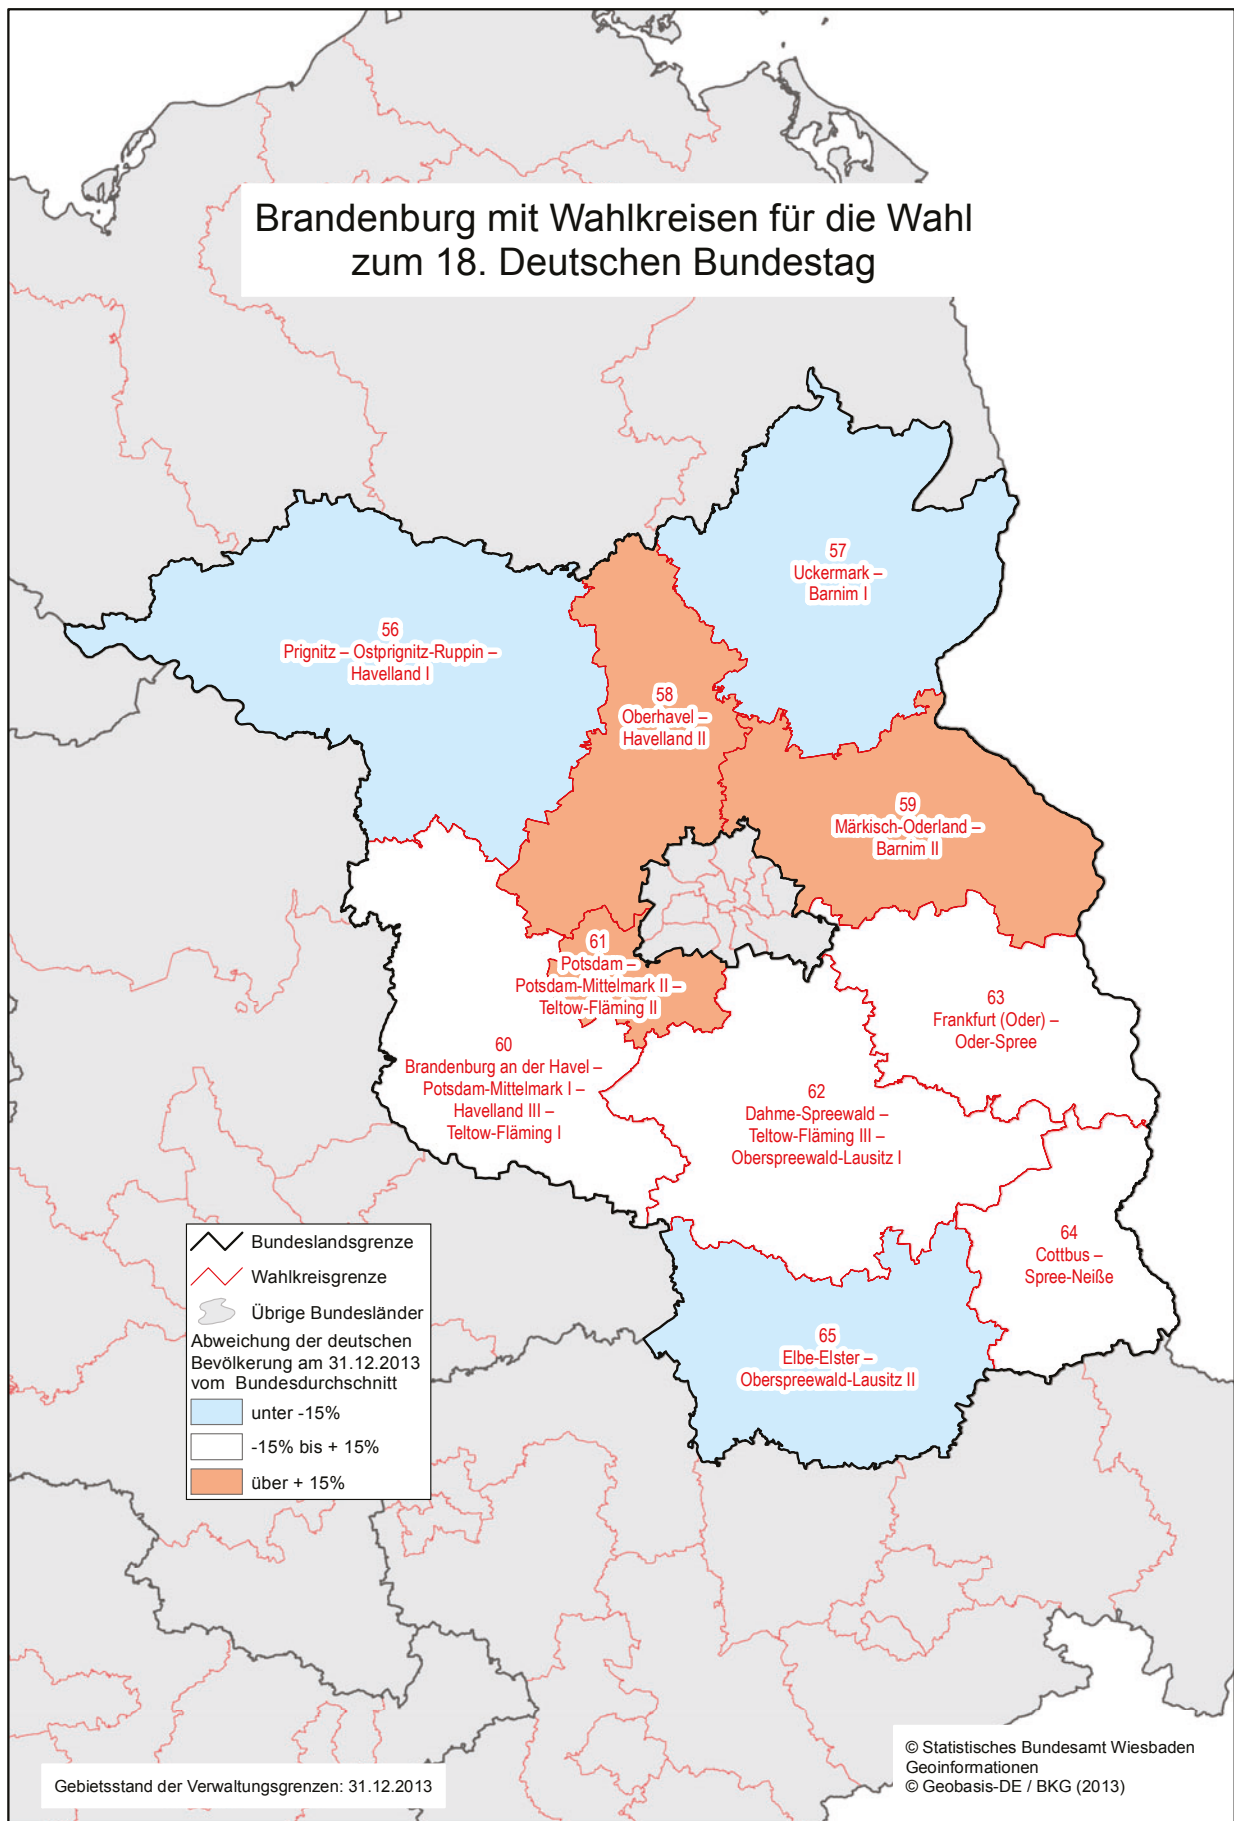 Brandenburg mit Wahlkreisen für die Wahl
zum 18. Deutschen Bundestag
57
Uckermark –
Barnim I
56
Prignitz – Ostprignitz-Ruppin –
Havelland I
58
Oberhavel –
Havelland II
59
Märkisch-Oderland –
Barnim II
61
Potsdam –
Potsdam-Mittelmark II –
Teltow-Fläming II
63
Frankfurt (Oder) –
Oder-Spree
60
Brandenburg an der Havel –
Potsdam-Mittelmark I –
Havelland III –
Teltow-Fläming I
62
Dahme-Spreewald –
Teltow-Fläming III –
Oberspreewald-Lausitz I
64
Cottbus –
Spree-Neiße
65
Elbe-Elster –
Oberspreewald-Lausitz II
Bundeslandsgrenze
Wahlkreisgrenze
Übrige Bundesländer
Abweichung der deutschen
Bevölkerung am 31.12.2013
vom Bundesdurchschnitt
unter -15%
-15% bis + 15%
über + 15%
Gebietsstand der Verwaltungsgrenzen: 31.12.2013
© Statistisches Bundesamt Wiesbaden
Geoinformationen
© Geobasis-DE / BKG (2013)